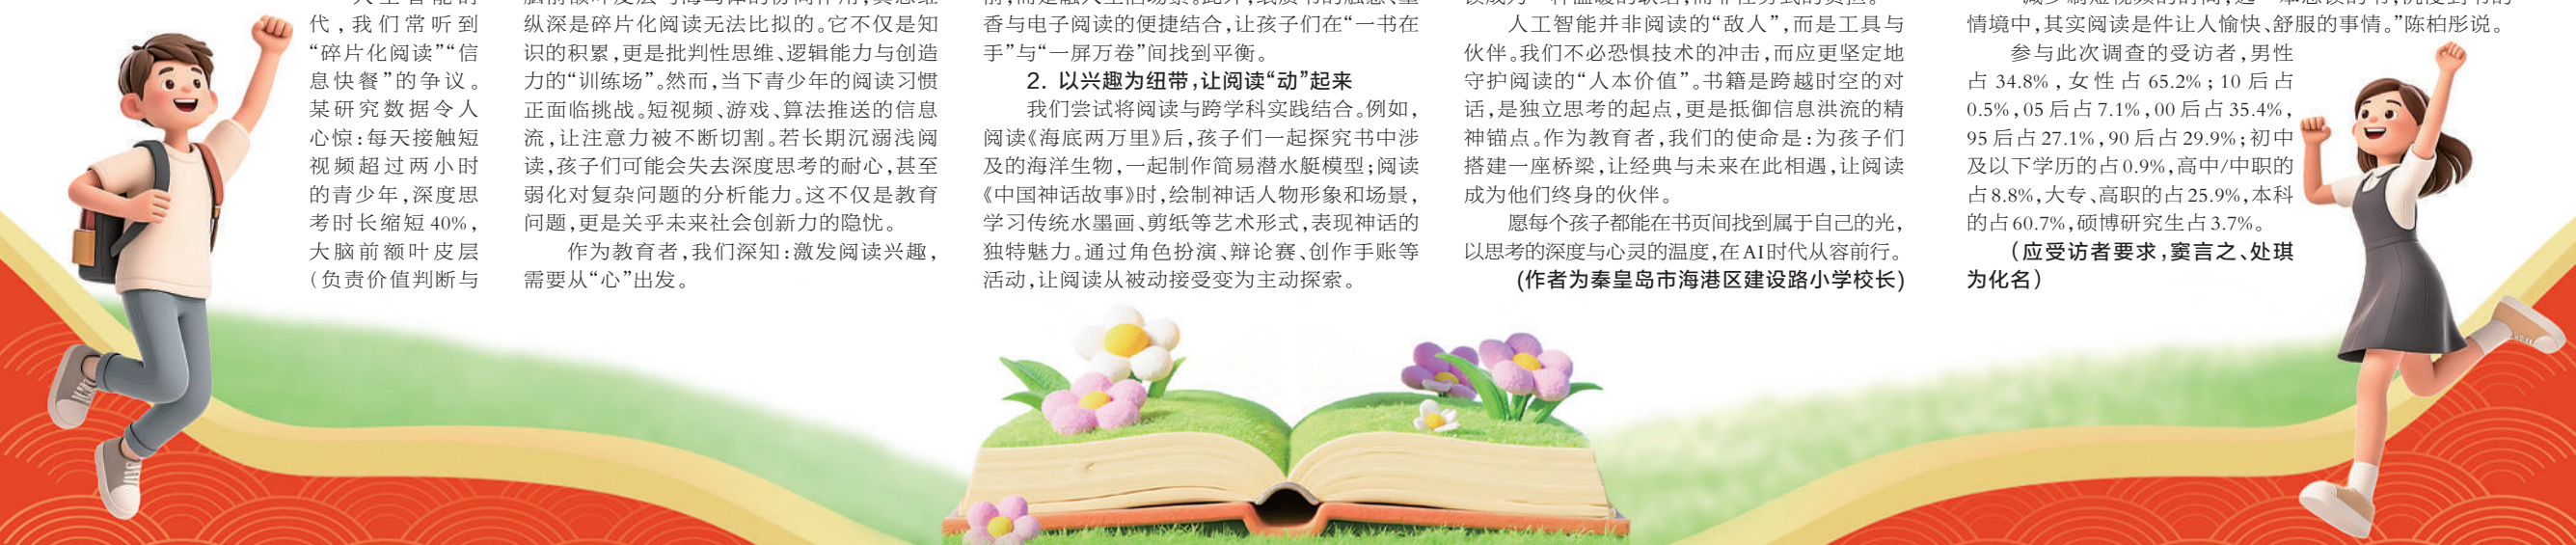 代，我们常听到
“碎片化阅读”“信
息快餐”的争议。
某研究数据令人
心惊：每天接触短
视频超过两小时
的青少年，深度思
考时长缩短40%，
大脑前额叶皮层
（负责价值判断与
纵深是碎片化阅读无法比拟的。它不仅是知
识的积累，更是批判性思维、逻辑能力与创造
力的“训练场”。然而，当下青少年的阅读习惯
正面临挑战。短视频、游戏、算法推送的信息
流，让注意力被不断切割。若长期沉溺浅阅
读，孩子们可能会失去深度思考的耐心，甚至
弱化对复杂问题的分析能力。这不仅是教育
问题，更是关乎未来社会创新力的隐忧。
作为教育者，我们深知：激发阅读兴趣，
需要从“心”出发。
香与电子阅读的便捷结合，让孩子们在“一书在
手”与“一屏万卷”间找到平衡。
2. 以兴趣为纽带，让阅读“动”起来
我们尝试将阅读与跨学科实践结合。例如，
阅读《海底两万里》后，孩子们一起探究书中涉
及的海洋生物，一起制作简易潜水艇模型；阅读
《中国神话故事》时，绘制神话人物形象和场景，
学习传统水墨画、剪纸等艺术形式，表现神话的
独特魅力。通过角色扮演、辩论赛、创作手账等
活动，让阅读从被动接受变为主动探索。
人工智能并非阅读的“敌人”，而是工具与
伙伴。我们不必恐惧技术的冲击，而应更坚定地
守护阅读的“人本价值”。书籍是跨越时空的对
话，是独立思考的起点，更是抵御信息洪流的精
神锚点。作为教育者，我们的使命是：为孩子们
搭建一座桥梁，让经典与未来在此相遇，让阅读
成为他们终身的伙伴。
愿每个孩子都能在书页间找到属于自己的光，
以思考的深度与心灵的温度，在AI时代从容前行。
（作者为秦皇岛市海港区建设路小学校长）
情境中，其实阅读是件让人愉快、舒服的事情。”陈柏彤说。
参与此次调查的受访者，男性
占34.8%，女性占65.2%；10后占
0.5%，05后占7.1%，00后占35.4%，
95后占27.1%，90后占29.9%；初中
及以下学历的占0.9%，高中/中职的
占8.8%，大专、高职的占25.9%，本科
的占60.7%，硕博研究生占3.7%。
（应受访者要求，窦言之、处琪
为化名）